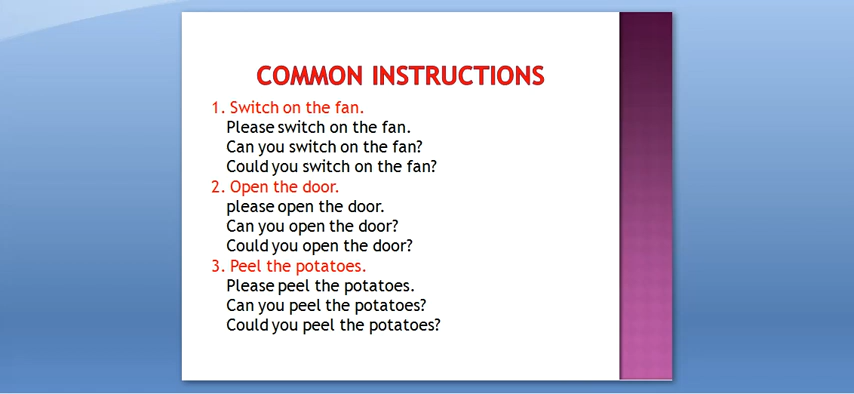 COMMON INSTRUCTIONS
1. Switch on the fan.
Please switch on the fan.
Can you switch on the fan?
Could you switch on the fan?
2. Open the door.
please open the door.
Can you open the door?
Could you open the door?
3. Peel the potatoes.
Please peel the potatoes.
Can you peel the potatoes?
Could you peel the potatoes?